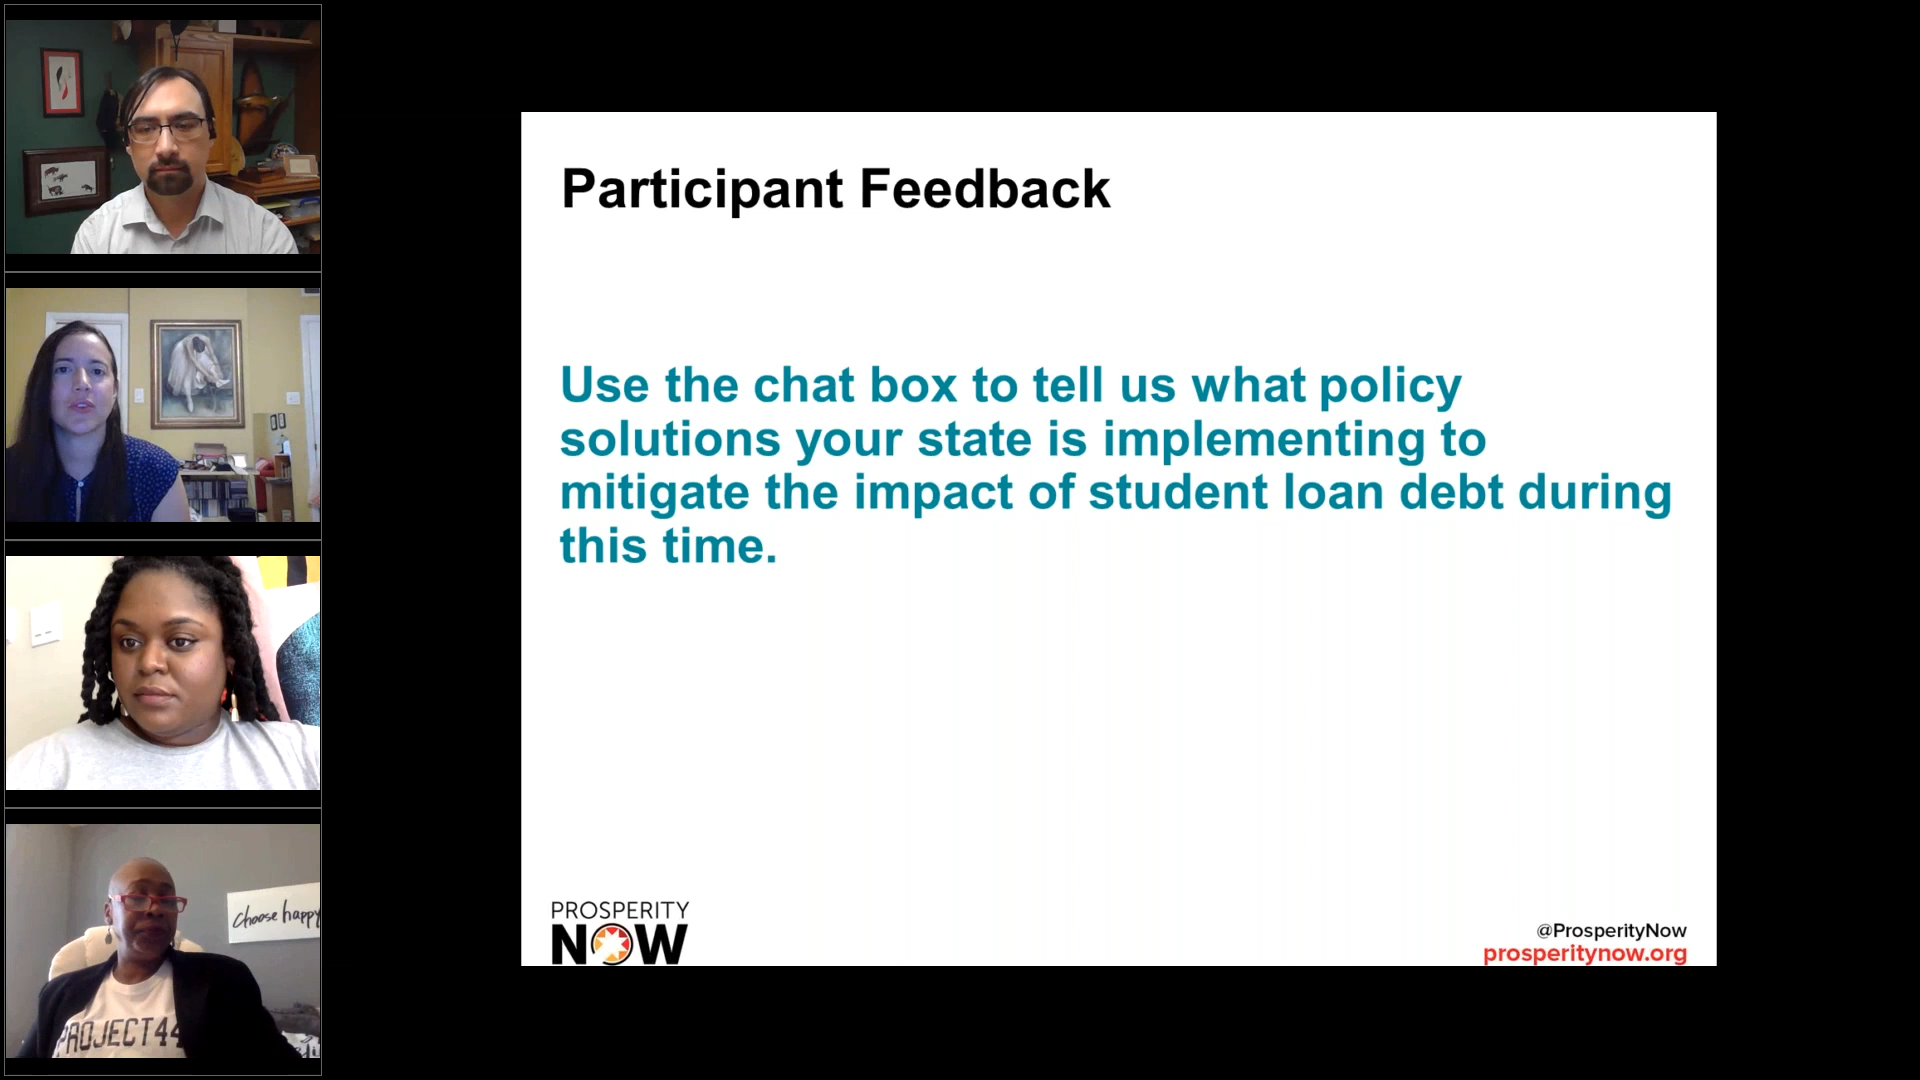 Participant Feedback
Use the chat box to tell us what policy
solutions your state is implementing to
mitigate the impact of student loan debt during
this time.
PROSPERITY
NOW
@ProsperityNow
prosperitynow.org
choose happy
PROJECT44